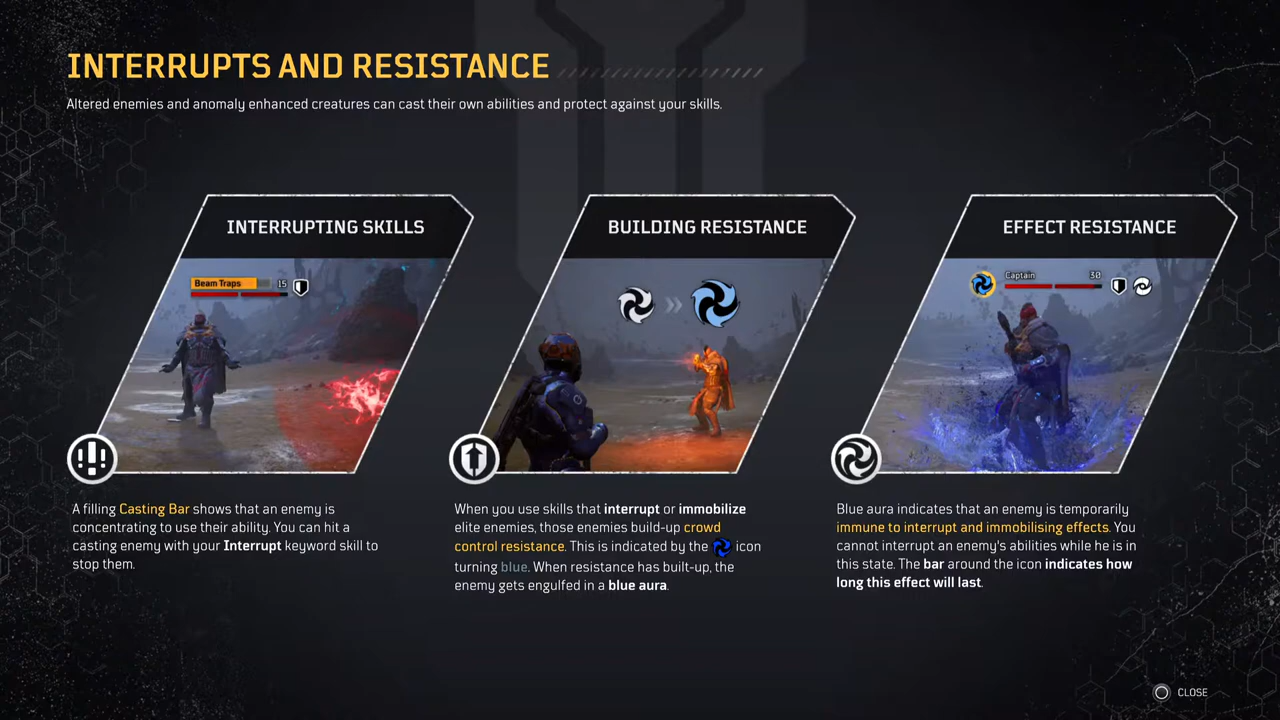 INTERRUPTS AND RESISTANCE
Altered enemies and anomaly enhanced creatures can cast their own abilities and protect against your skills.
INTERRUPTING SKILLS
Beam Traps 15
A filling Casting Bar shows that an enemy is
concentrating to use their ability. You can hit a
casting enemy with your Interrupt keyword skill to
stop them.
BUILDING RESISTANCE
When you use skills that interrupt or immobilize
elite enemies, those enemies build-up crowd
control resistance. This is indicated by the icon
turning blue. When resistance has built-up, the
enemy gets engulfed in a blue aura.
EFFECT RESISTANCE
Captain 30
Blue aura indicates that an enemy is temporarily
immune to interrupt and immobilising effects. You
cannot interrupt an enemy's abilities while he is in
this state. The bar around the icon indicates how
long this effect will last.
CLOSE